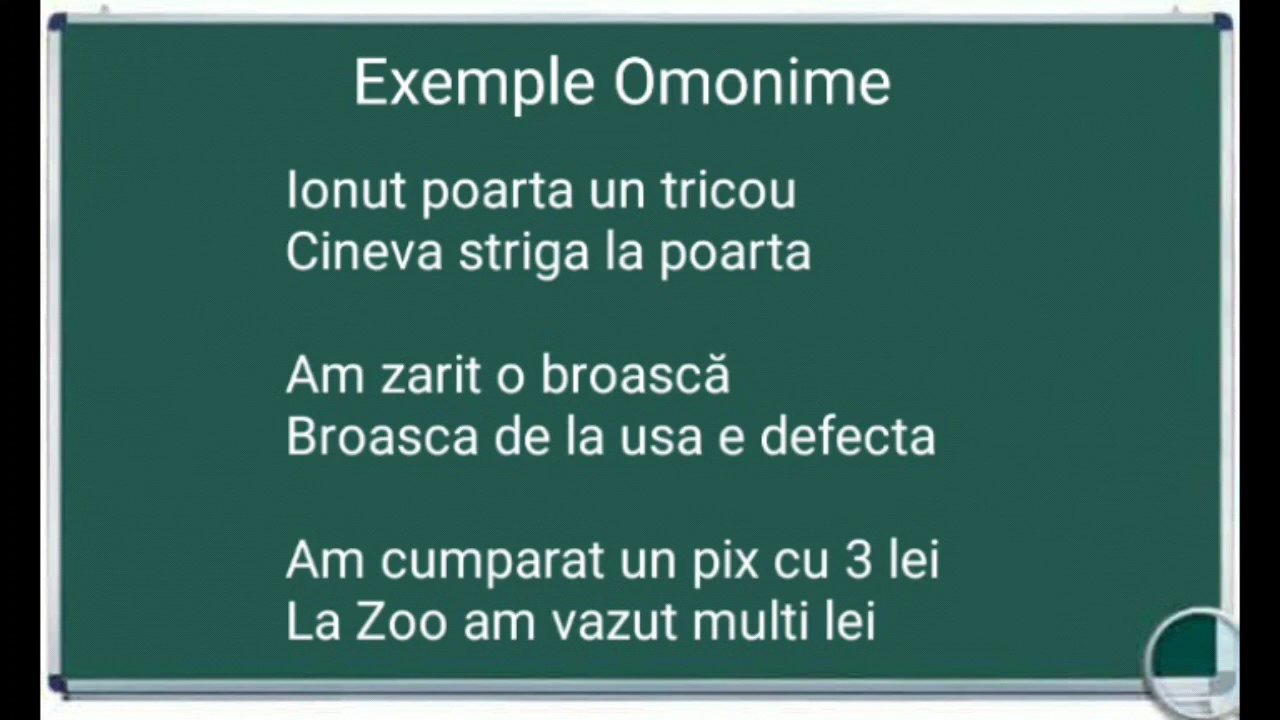 Exemple Omonime
Ionut poarta un tricou
Cineva striga la poarta
Am zarit o broască
Broasca de la usa e defecta
Am cumparat un pix cu 3 lei
La Zoo am vazut multi lei